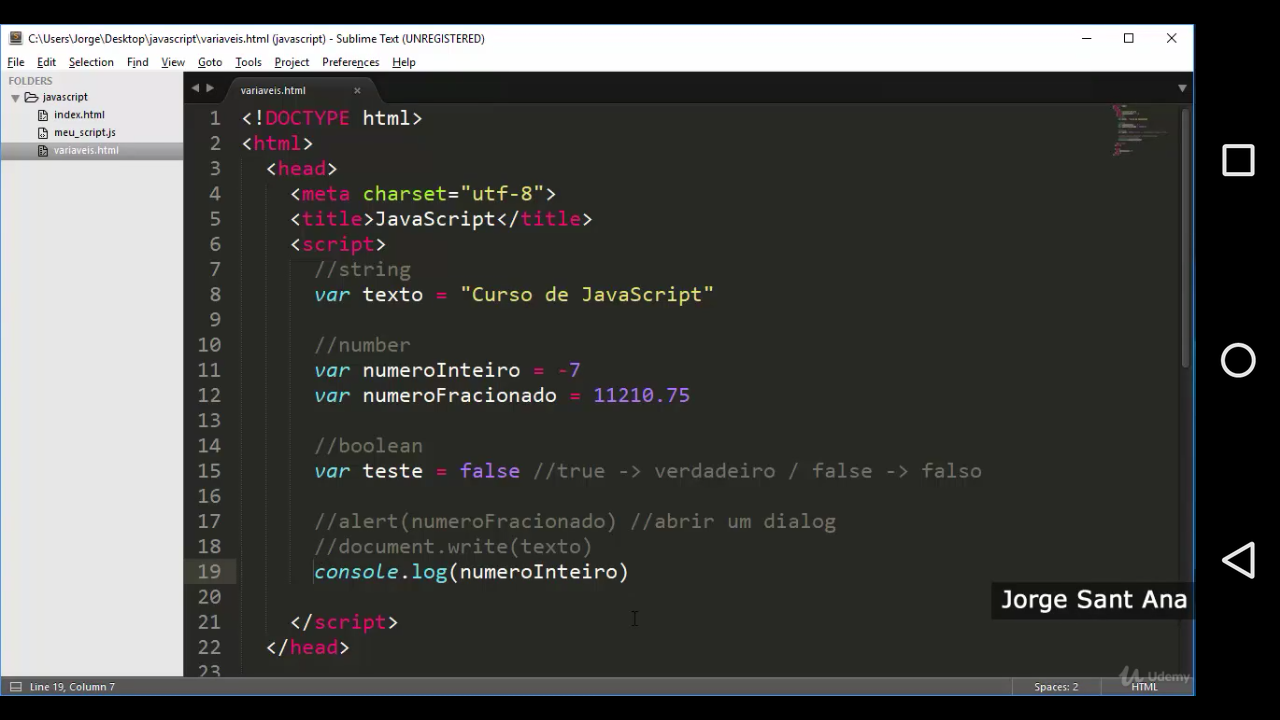 C:\Users\Jorge\Desktop\javascript\variaveis.html (javascript) - Sublime Text (UNREGISTERED)
File Edit Selection Find View Goto Tools Project Preferences Help
FOLDERS
javascript
index.html
meu_script.js
variaveis.html
variaveis.html
1 <!DOCTYPE html>
2 <html>
3 <head>
4 <meta charset="utf-8">
5 <title>JavaScript</title>
6 <script>
7 //string
8 var texto = "Curso de JavaScript"
9
10 //number
11 var numeroInteiro = -7
12 var numeroFracionado = 11210.75
13
14 //boolean
15 var teste = false //true -> verdadeiro / false -> falso
16
17 //alert(numeroFracionado) //abrir um dialog
18 //document.write(texto)
19 console.log(numeroInteiro)
20
21 </script>
22 </head>
23
Jorge Sant Ana
Udemy
Line 19, Column 7
Spaces: 2
HTML